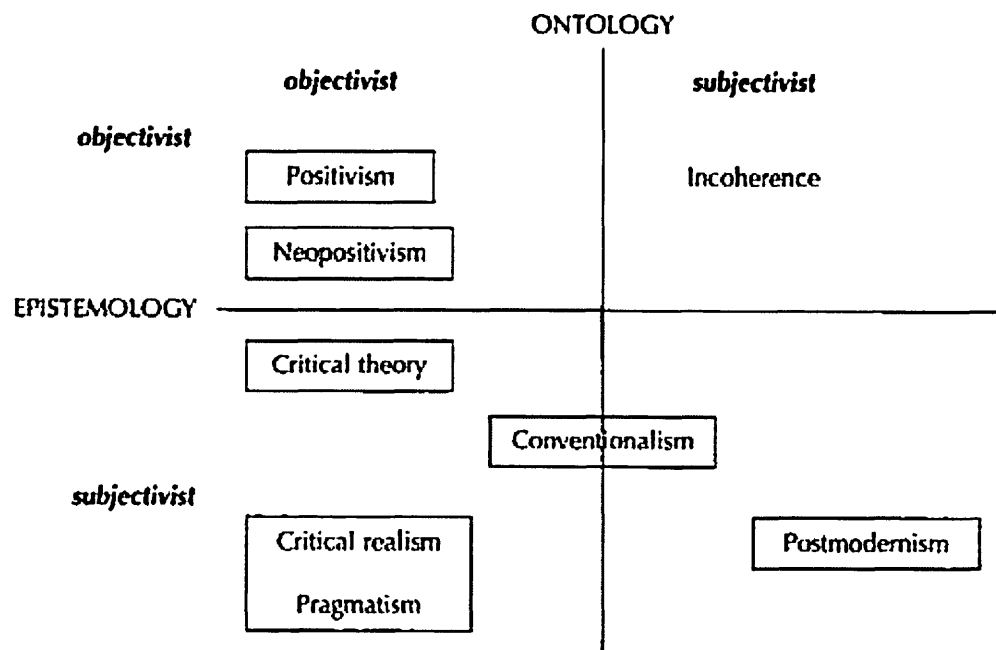 ONTOLOGY
objectivist
subjectivist
objectivist
Positivism
Incoherence
Neopositivism
EPISTEMOLOGY
Critical theory
Conventionalism
subjectivist
Critical realism
Postmodernism
Pragmatism